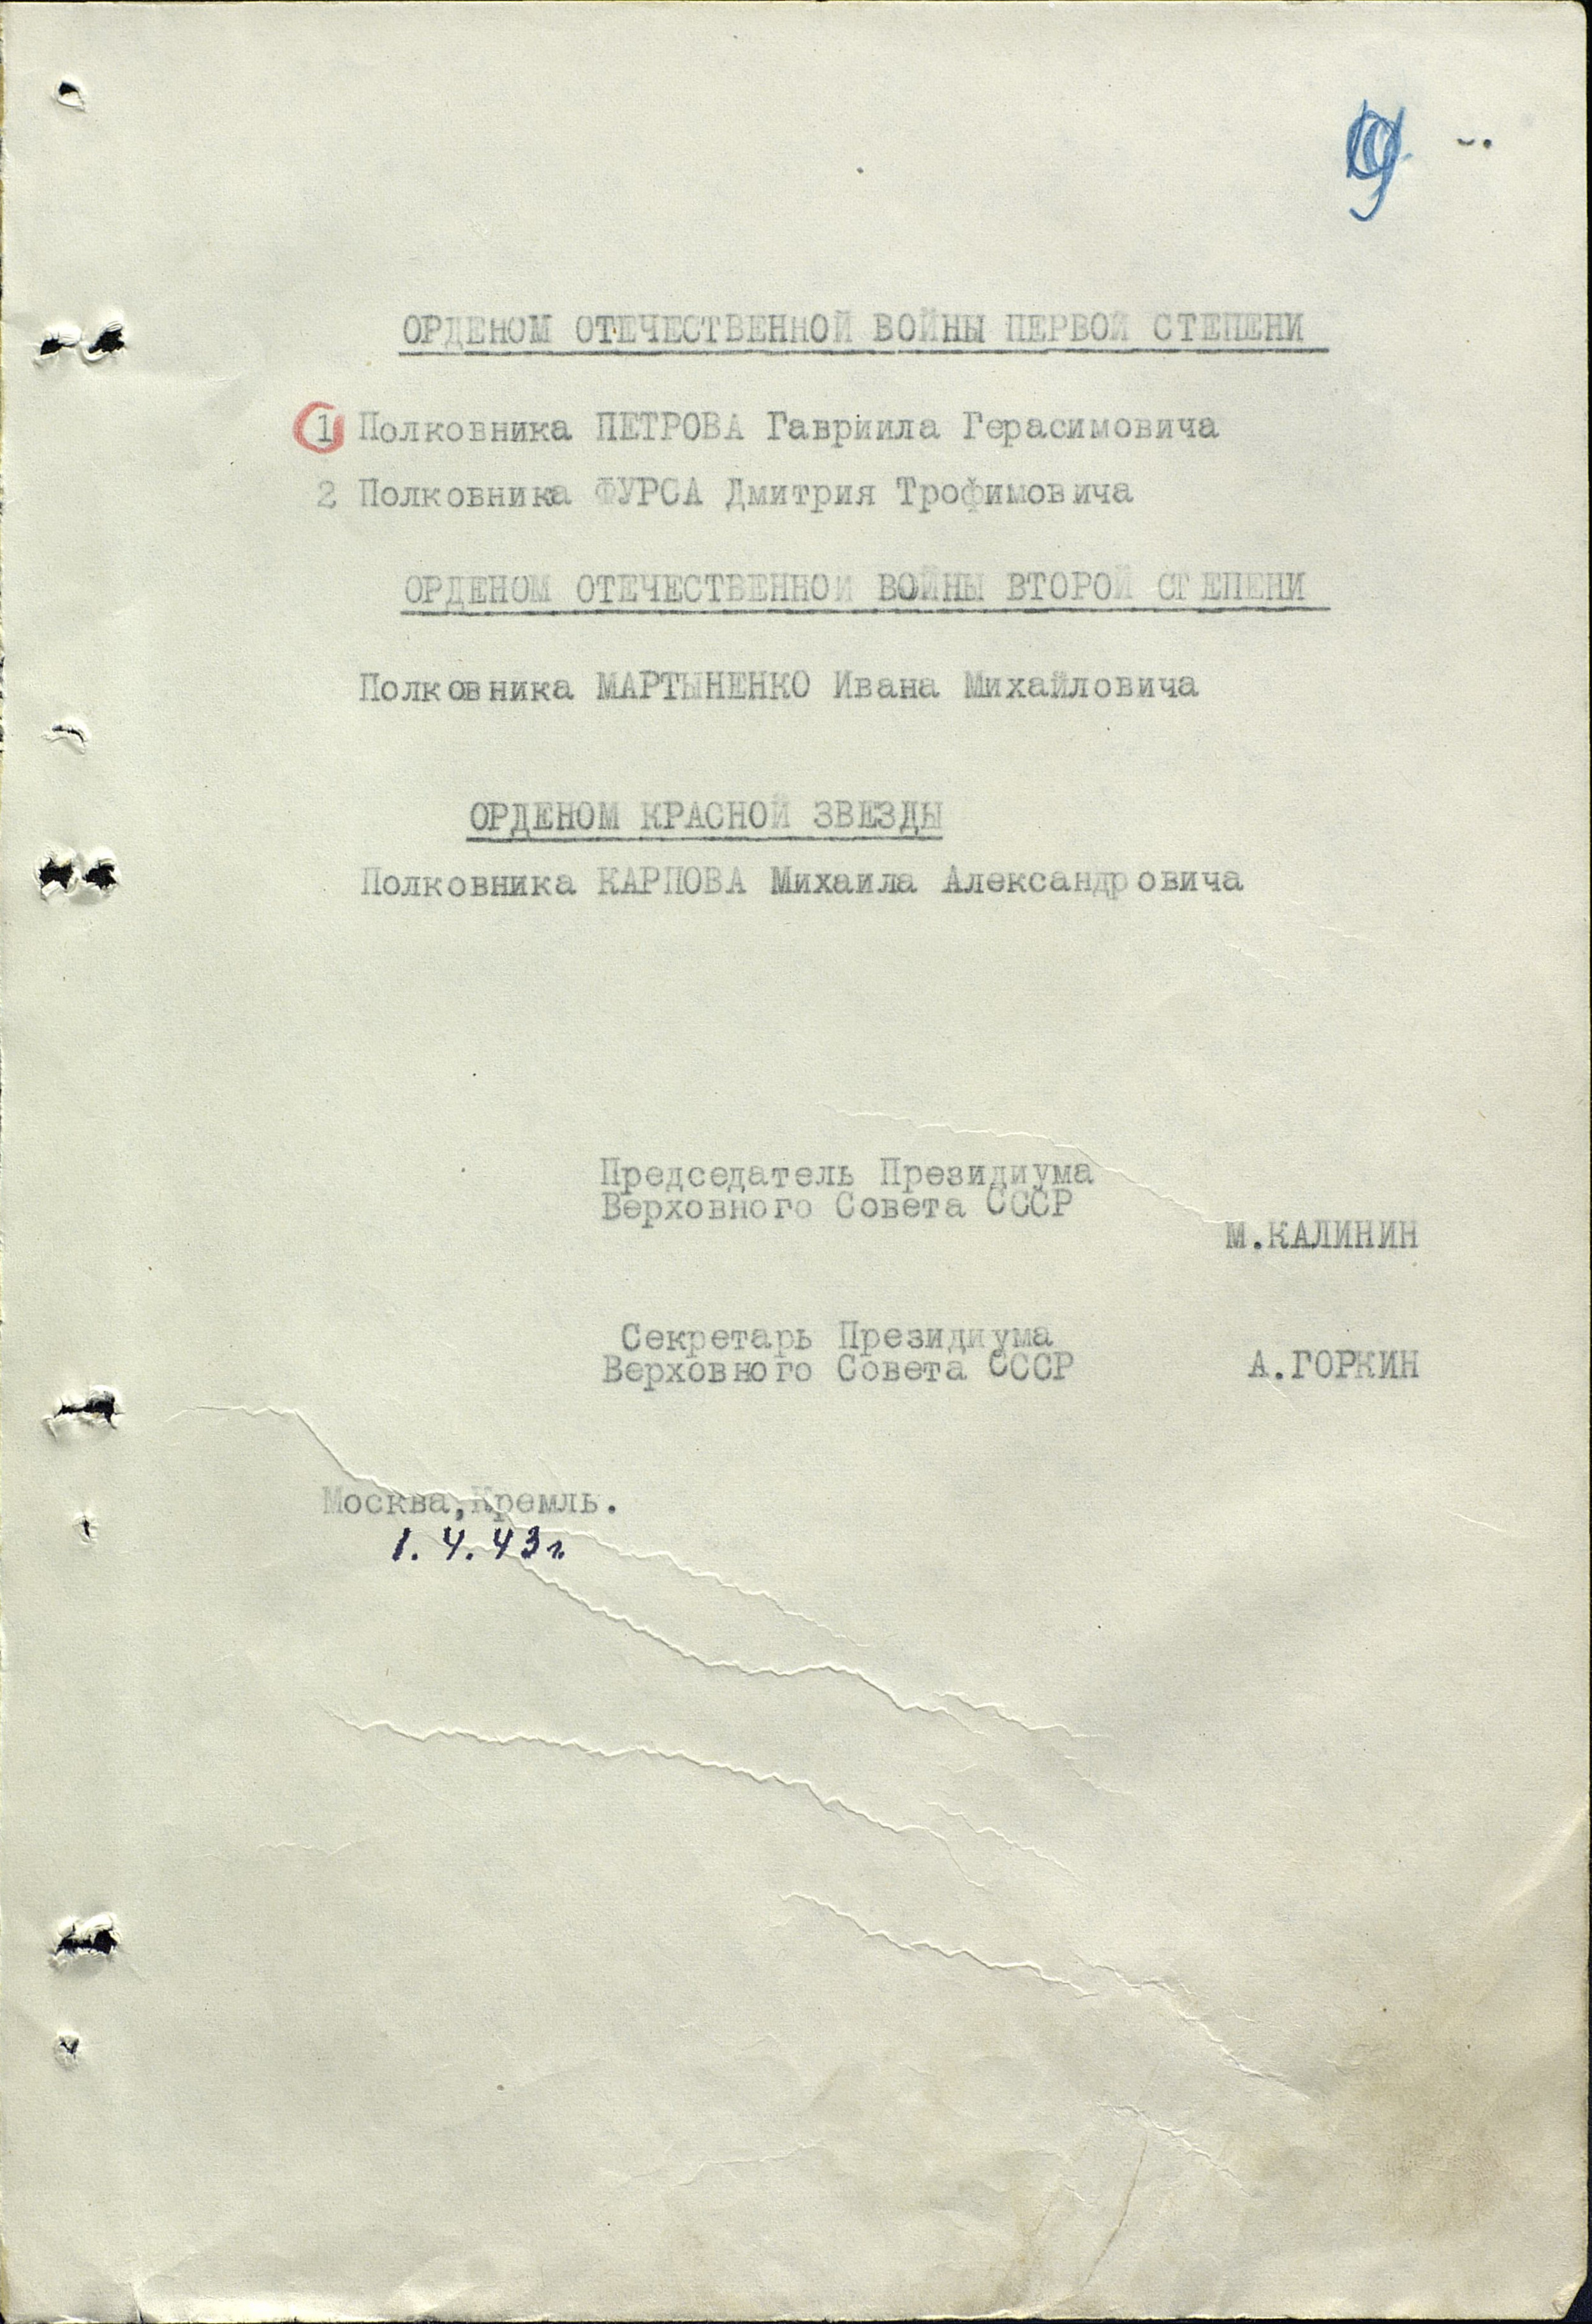 9
ОРДЕНОМ ОТЕЧЕСТВЕННОЙ ВОЙНЫ ПЕРВОЙ СТЕПЕНИ
1 Полковника ПЕТРОВА Гавриила Герасимовича
2 Полковника ФУРСА Дмитрия Трофимовича
ОРДЕНОМ ОТЕЧЕСТВЕННОЙ ВОЙНЫ ВТОРОЙ СТЕПЕНИ
Полковника МАРТЫНЕНКО Ивана Михайловича
ОРДЕНОМ КРАСНОЙ ЗВЕЗДЫ
Полковника КАРПОВА Михаила Александровича
Председатель Президиума
Верховного Совета СССР
М.КАЛИНИН
Секретарь Президиума
Верховного Совета СССР А.ГОРКИН
Москва,Кремль.
1.4.43г